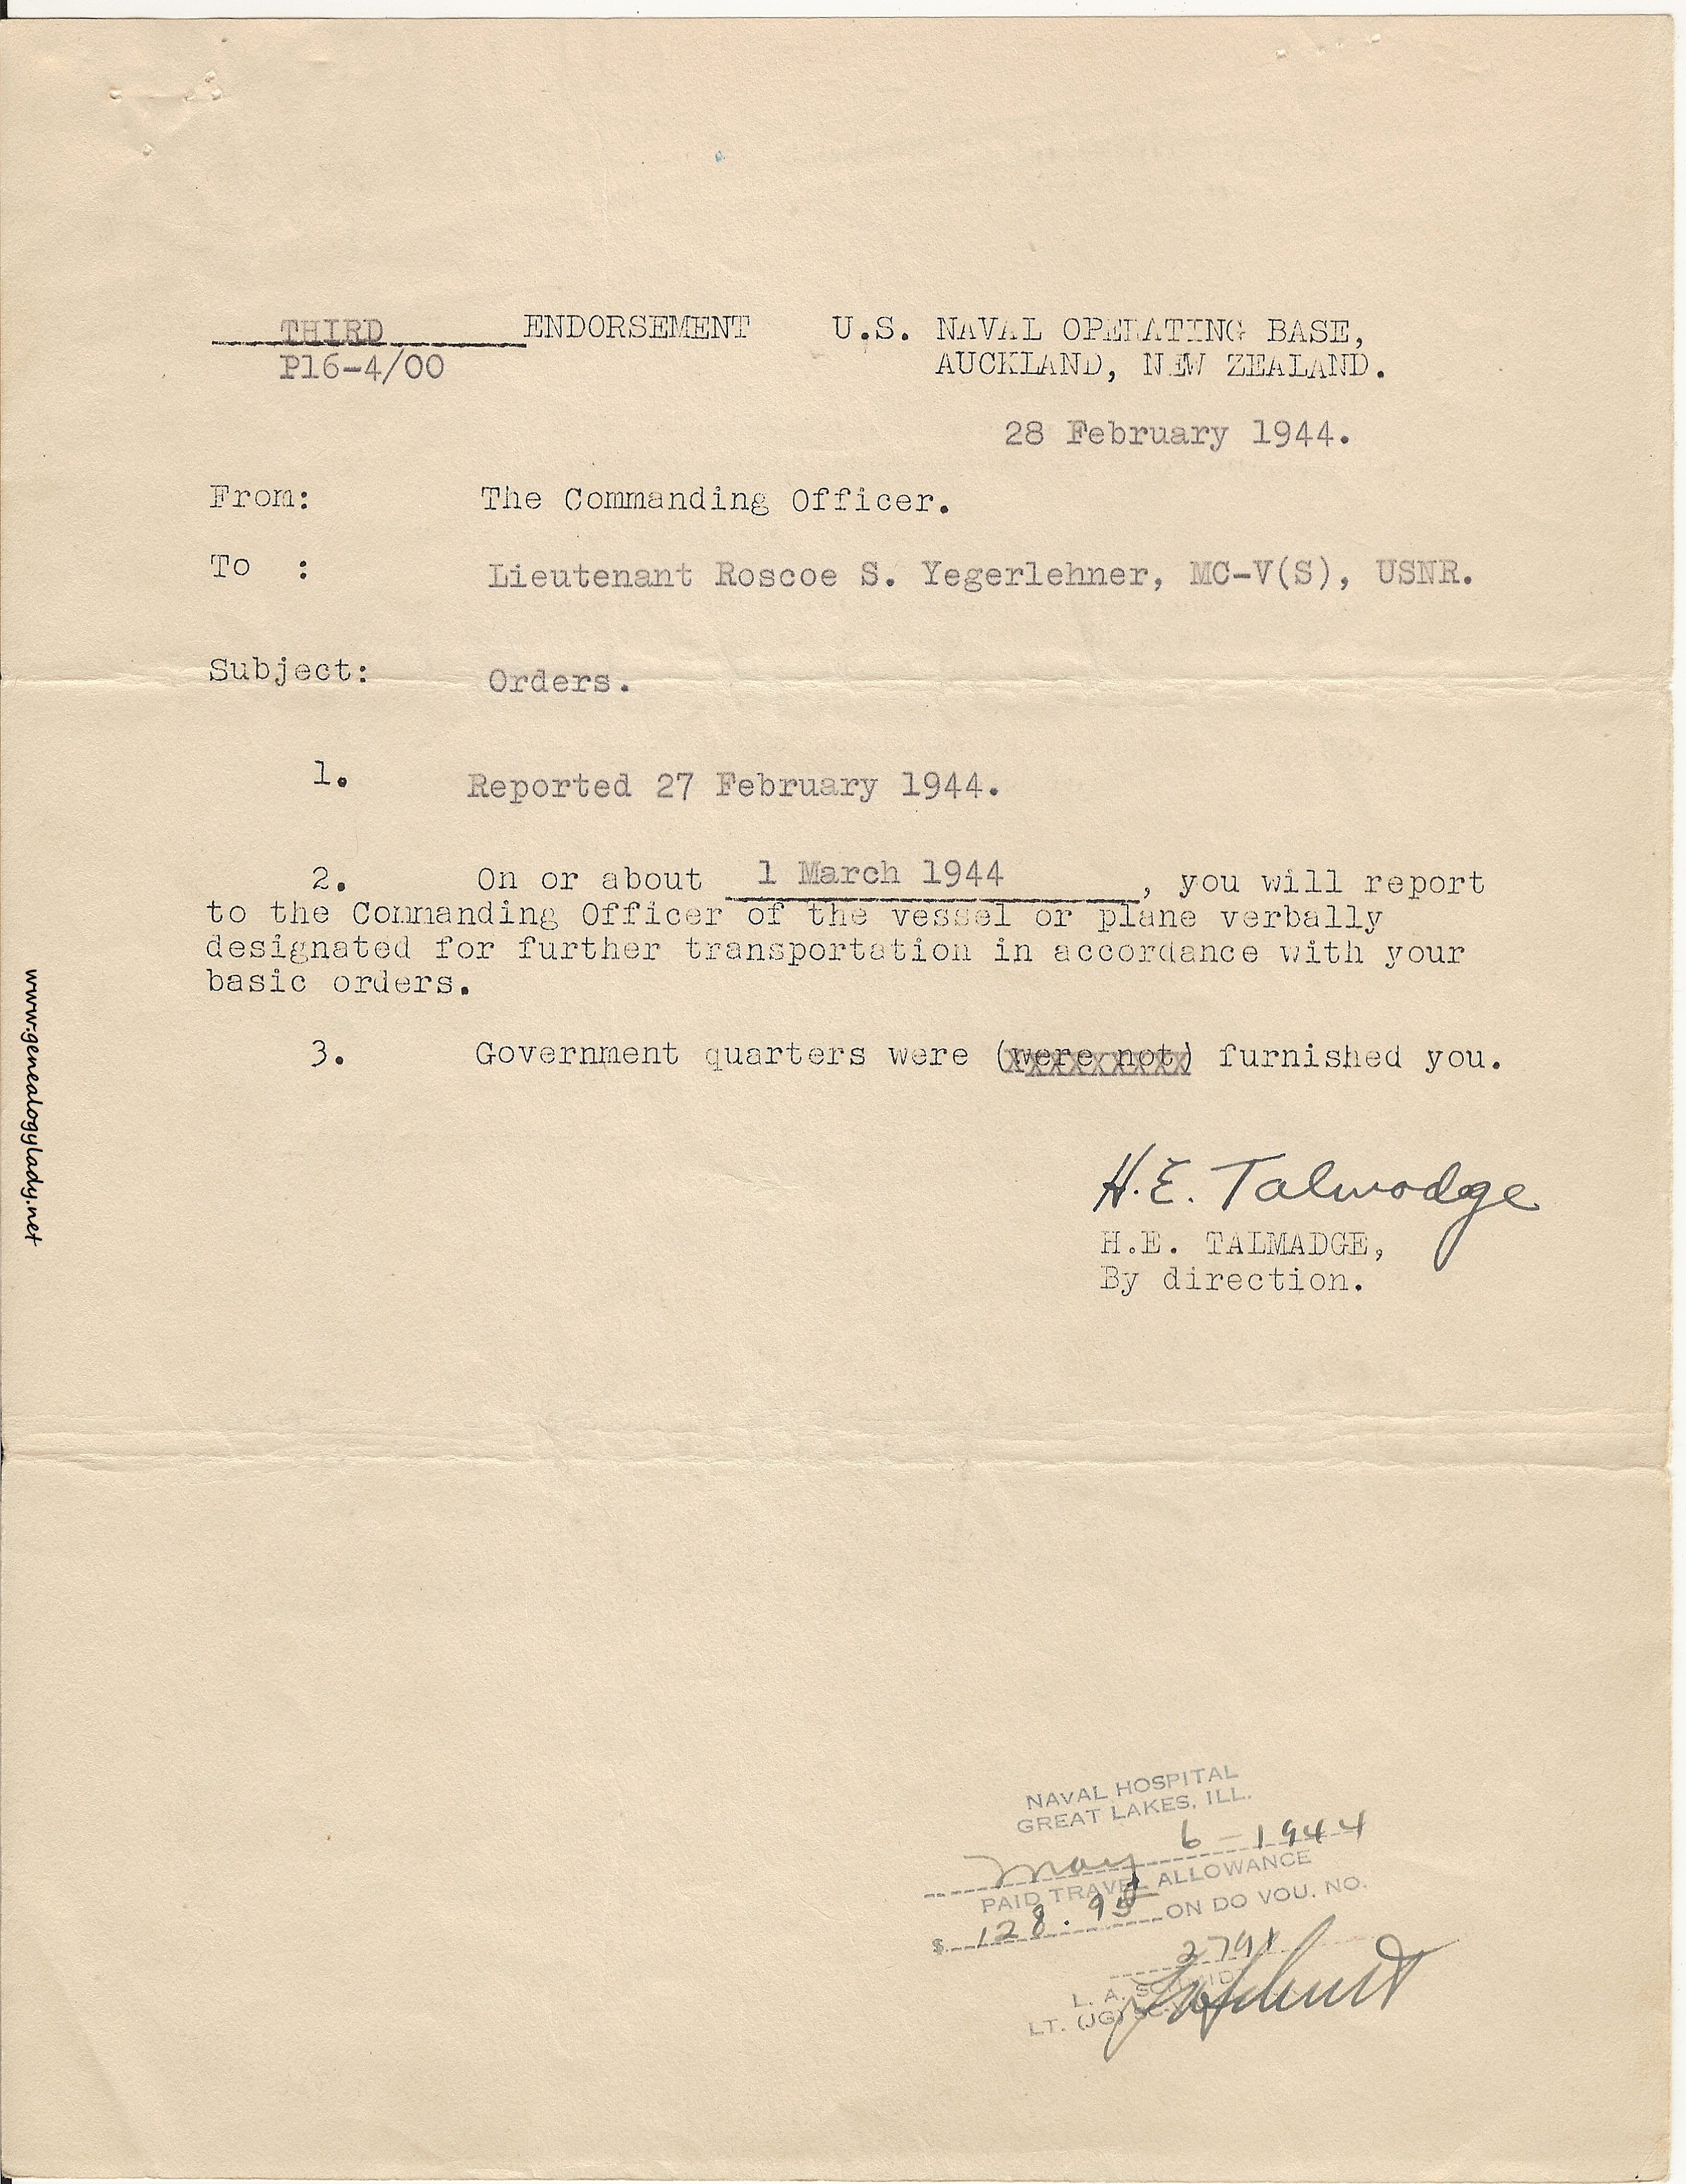 THIRD ENDORSEMENT U.S. NAVAL OPERATING BASE,
P16-4/00 AUCKLAND, NEW ZEALAND.
28 February 1944.
From: The Commanding Officer.
To : Lieutenant Roscoe S. Yegerlehner, MC-V(S), USNR.
Subject: Orders.
1. Reported 27 February 1944.
2. On or about 1 March 1944, you will report
to the Commanding Officer of the vessel or plane verbally
designated for further transportation in accordance with your
basic orders.
3. Government quarters were (were not) furnished you.
H.E. Talmadge
H.E. TALMADGE,
By direction.
www.genealogylady.net
NAVAL HOSPITAL
GREAT LAKES, ILL.
May 6 - 1944
PAID TRAVEL ALLOWANCE
$ 128.95 ON DO VOU. NO.
L. A.
LT. (JG) SC